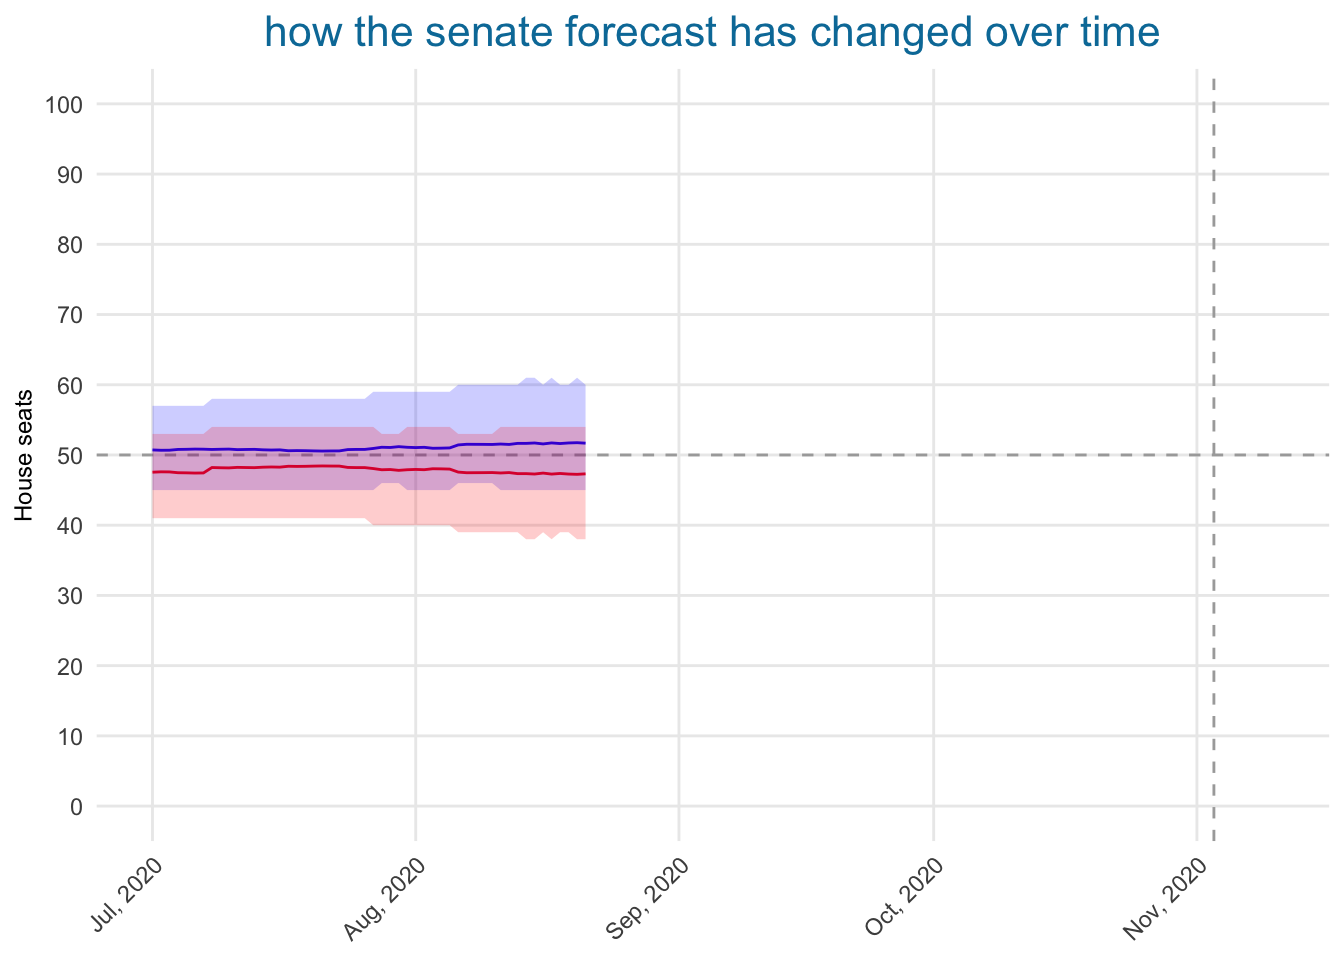 how the senate forecast has changed over time
House seats
100
90
80
70
60
50
40
30
20
10
0
Jul, 2020
Aug, 2020
Sep, 2020
Oct, 2020
Nov, 2020